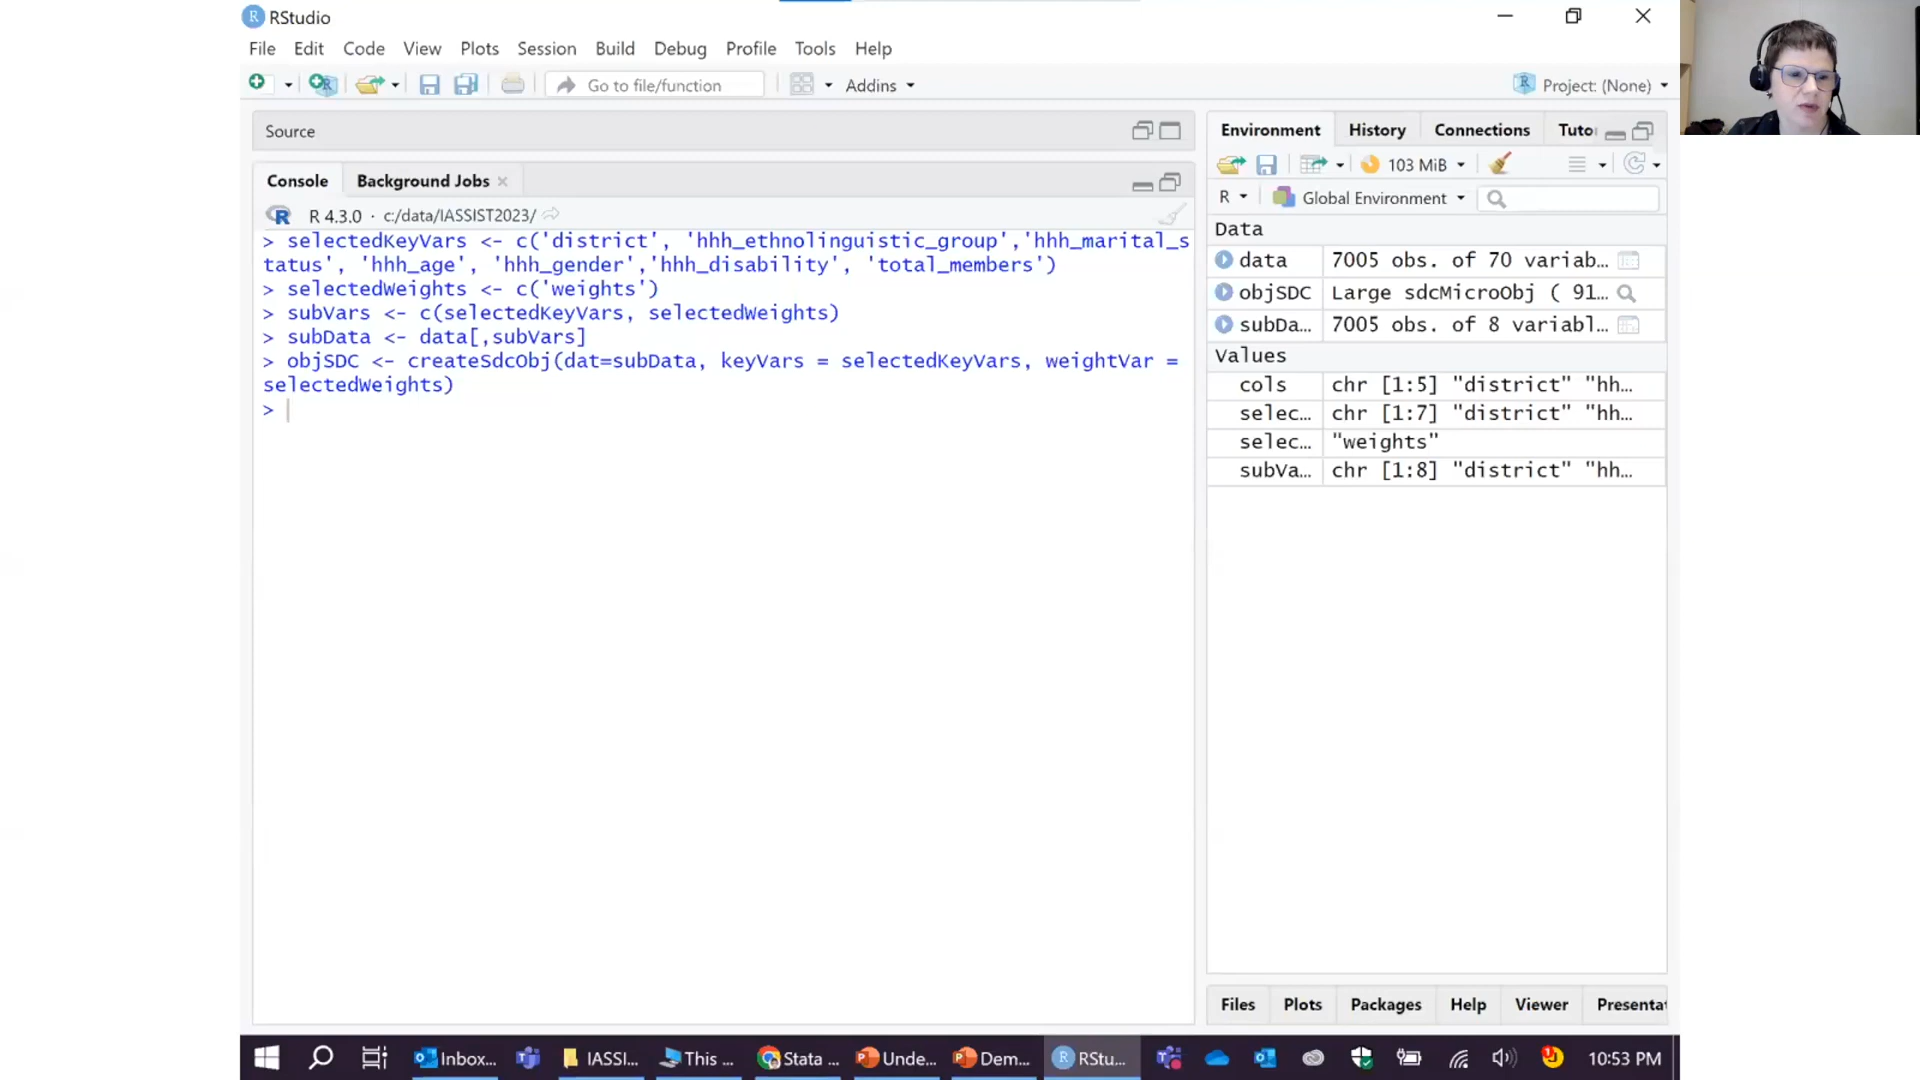 RStudio
File Edit Code View Plots Session Build Debug Profile Tools Help
Go to file/function Addins Project: (None)
Source
Console Background Jobs
R 4.3.0 · c:/data/IASSIST2023/
> selectedKeyVars <- c('district', 'hhh_ethnolinguistic_group','hhh_marital_s
tatus', 'hhh_age', 'hhh_gender','hhh_disability', 'total_members')
> selectedWeights <- c('weights')
> subVars <- c(selectedKeyVars, selectedWeights)
> subData <- data[,subVars]
> objSDC <- createSdcObj(dat=subData, keyVars = selectedKeyVars, weightVar =
selectedWeights)
>
Environment History Connections Tuto
103 MiB
R Global Environment
Data
data 7005 obs. of 70 variab…
objSDC Large sdcMicroObj ( 91…
subDa… 7005 obs. of 8 variabl…
Values
cols chr [1:5] "district" "hh…
selec… chr [1:7] "district" "hh…
selec… "weights"
subVa… chr [1:8] "district" "hh…
Files Plots Packages Help Viewer Presentat
Inbox... IASSI... This ... Stata ... Unde... Dem... RStu... 10:53 PM